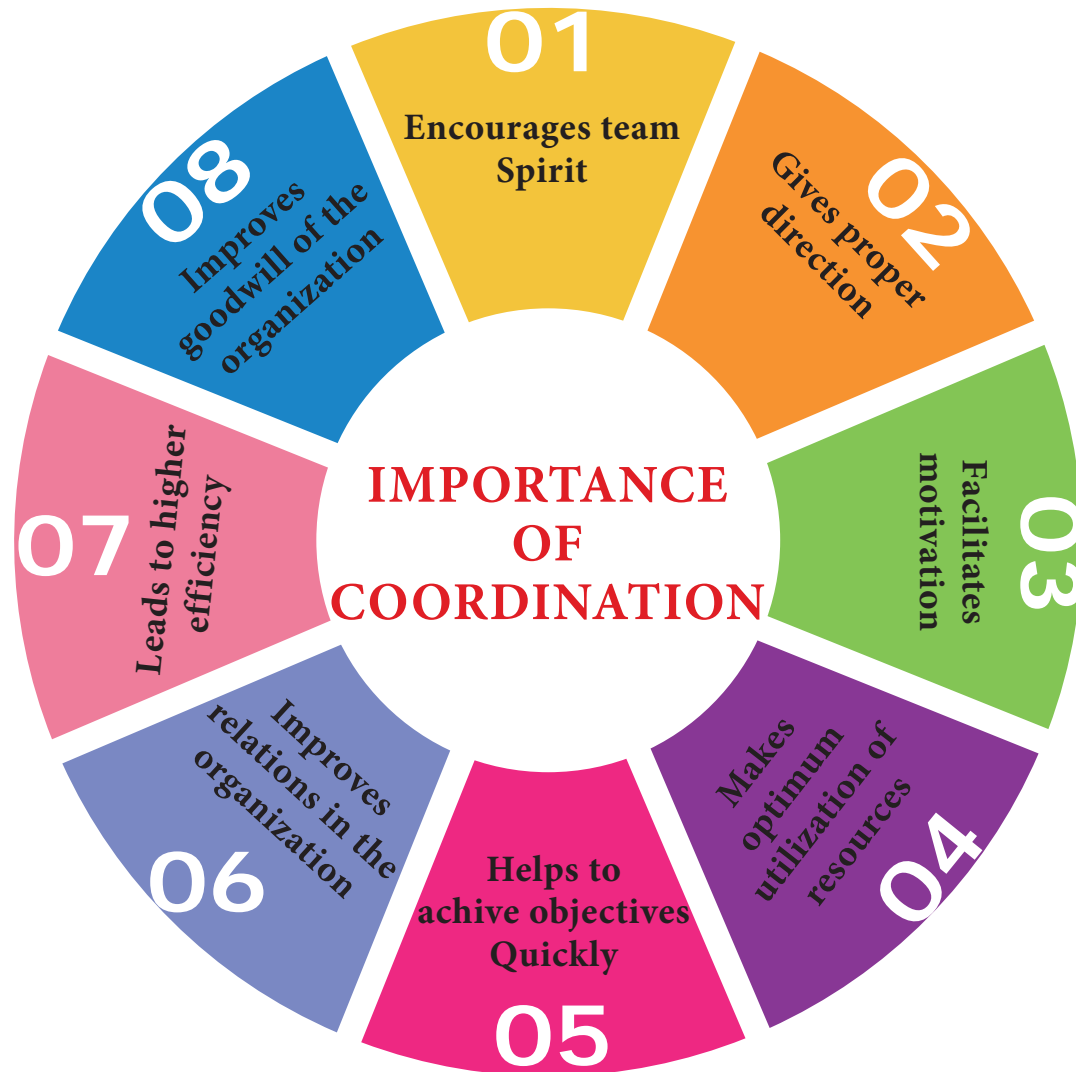 IMPORTANCE
OF
COORDINATION
01
Encourages team
Spirit
02
Gives proper
direction
03
Facilitates
motivation
04
Makes
optimum
utilization of
resources
05
Helps to
achive objectives
Quickly
06
Improves
relations in the
organization
07
Leads to higher
efficiency
08
Improves
goodwill of the
organization